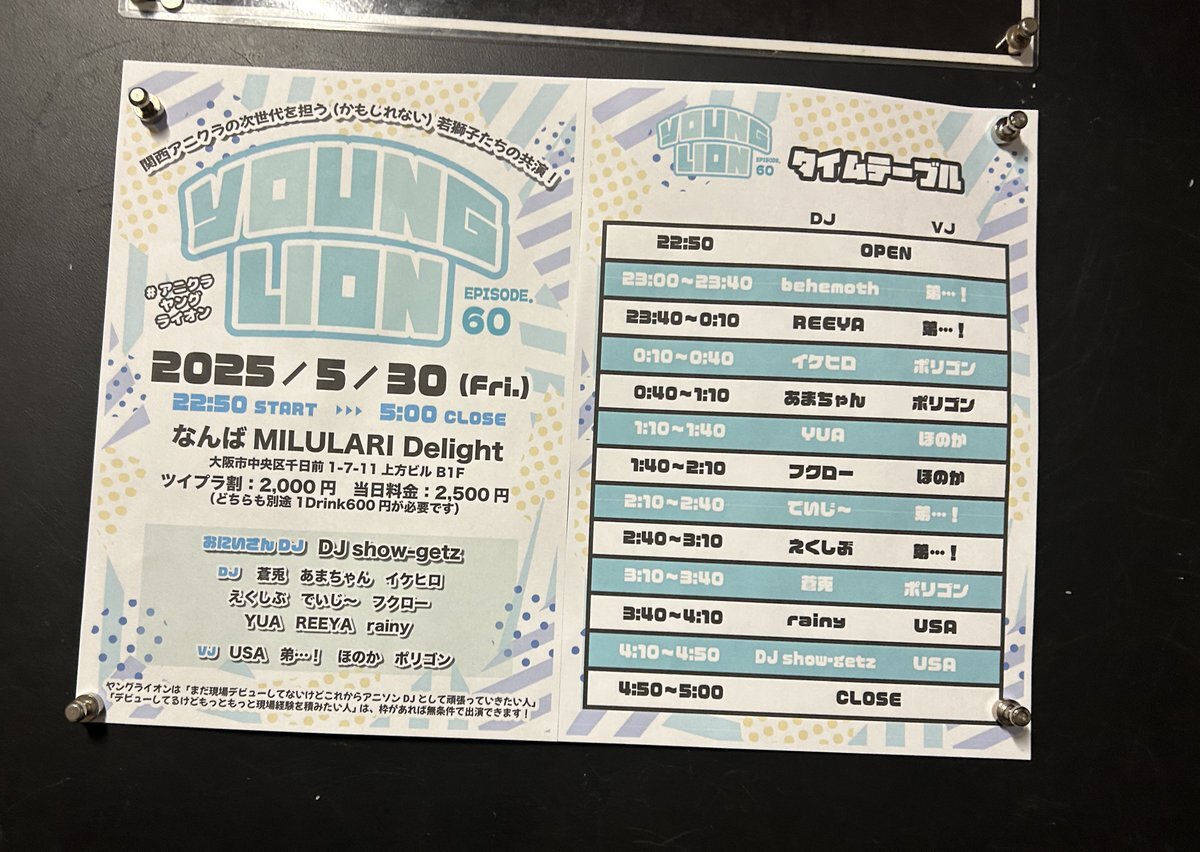 関西アニクラの次世代を担う(かもしれない)若獅子たちの共演！
YOUNG
LION
#アニクラ
ヤング
ライオン
EPISODE.
60
2025/5/30 (Fri.)
22:50 START >>> 5:00 CLOSE
なんば MILULARI Delight
大阪市中央区千日前1-7-11 上方ビル B1F
ツイプラ割：2,000円 当日料金：2,500円
(どちらも別途 1Drink600円が必要です)
おにいさんDJ DJ show-getz
DJ 蒼兎 あまちゃん イケヒロ
えくしぶ でいじ～ フクロー
YUA REEYA rainy
VJ USA 弟…！ ほのか ポリゴン
ヤングライオンは「まだ現場デビューしてないけどこれからアニソンDJとして頑張っていきたい人」
「デビューしてるけどもっともっと現場経験を積みたい人」は、枠があれば無条件で出演できます！
YOUNG
LION
EPISODE.
60
タイムテーブル
DJ VJ
22:50 OPEN
23:00～23:40 behemoth 弟…！
23:40～0:10 REEYA 弟…！
0:10～0:40 イケヒロ ポリゴン
0:40～1:10 あまちゃん ポリゴン
1:10～1:40 YUA ほのか
1:40～2:10 フクロー ほのか
2:10～2:40 でいじ～ 弟…！
2:40～3:10 えくしぶ 弟…！
3:10～3:40 蒼兎 ポリゴン
3:40～4:10 rainy USA
4:10～4:50 DJ show-getz USA
4:50～5:00 CLOSE